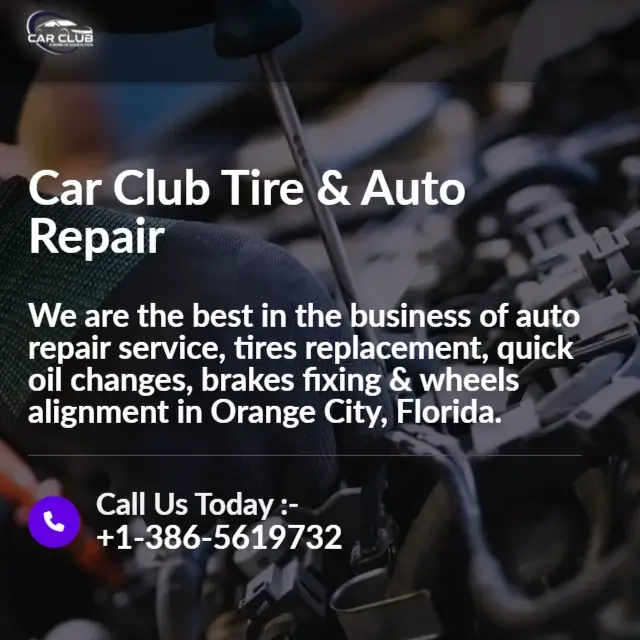 CAR CLUB
Car Club Tire & Auto
Repair
We are the best in the business of auto
repair service, tires replacement, quick
oil changes, brakes fixing & wheels
alignment in Orange City, Florida.
Call Us Today :-
+1-386-5619732